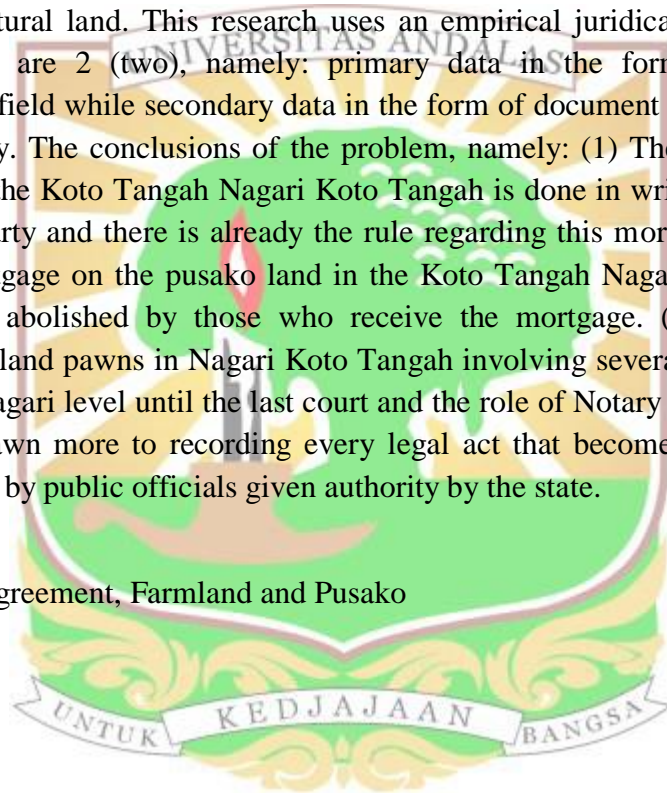 tural land. This research uses an empirical juridica
UNIVERSITAS ANDALAS
are 2 (two), namely: primary data in the for
field while secondary data in the form of document
y. The conclusions of the problem, namely: (1) The
the Koto Tangah Nagari Koto Tangah is done in wri
arty and there is already the rule regarding this mor
gage on the pusako land in the Koto Tangah Naga
abolished by those who receive the mortgage. (
land pawns in Nagari Koto Tangah involving severa
agari level until the last court and the role of Notary
awn more to recording every legal act that become
by public officials given authority by the state.
greement, Farmland and Pusako
UNTUK KEDJAJAAN BANGSA